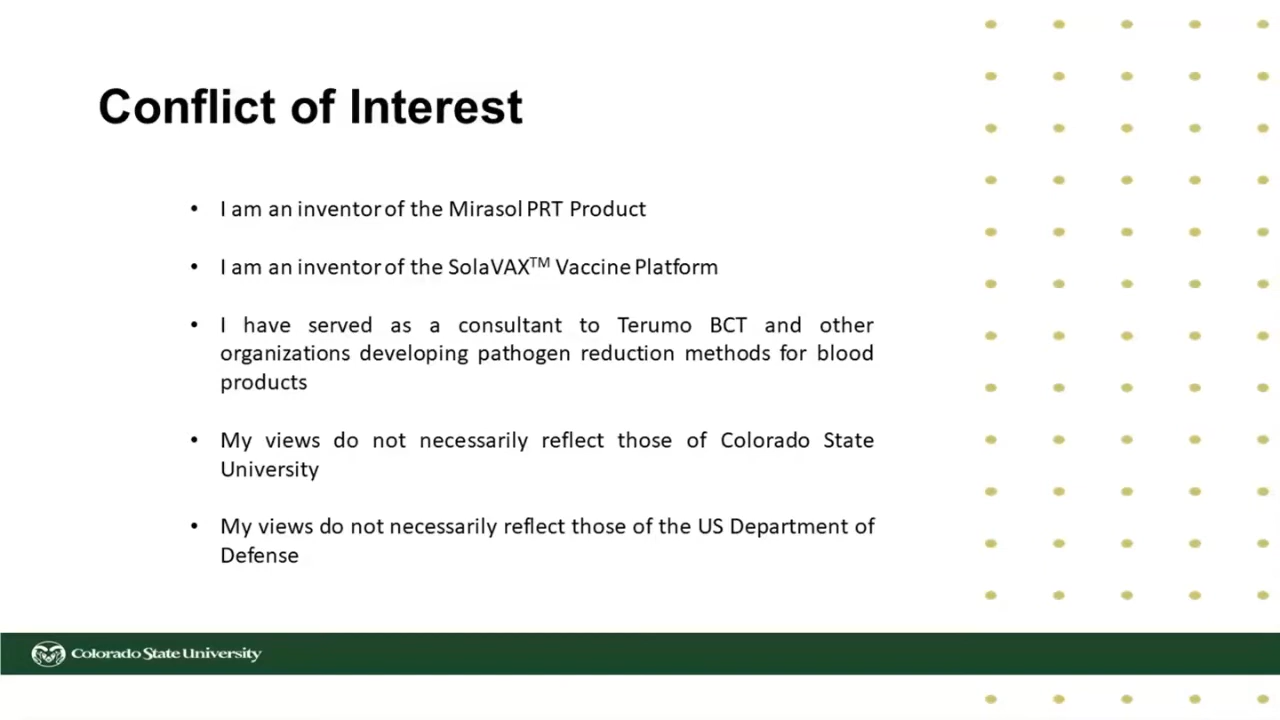 Conflict of Interest
• I am an inventor of the Mirasol PRT Product
• I am an inventor of the SolaVAX™ Vaccine Platform
• I have served as a consultant to Terumo BCT and other
organizations developing pathogen reduction methods for blood
products
• My views do not necessarily reflect those of Colorado State
University
• My views do not necessarily reflect those of the US Department of
Defense
Colorado State University